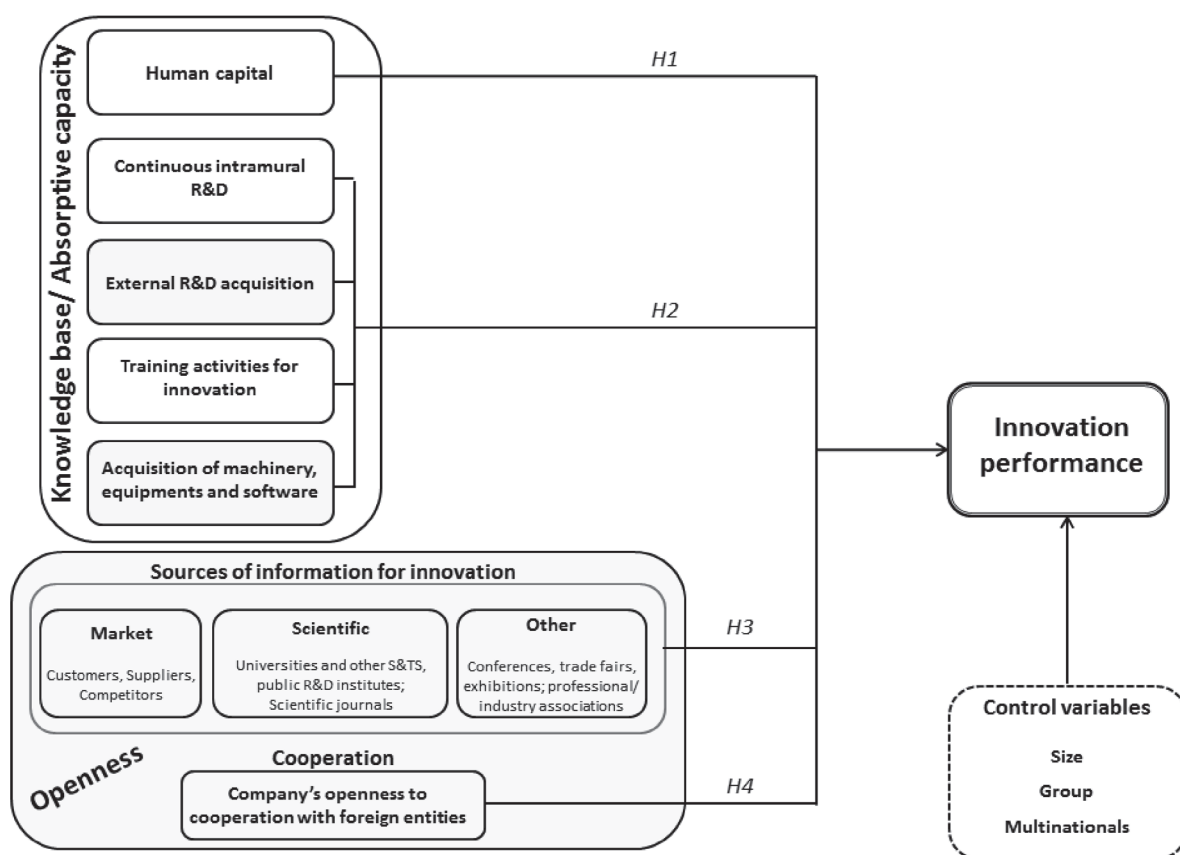 Knowledge base/ Absorptive capacity
Human capital
H1
Continuous intramural
R&D
External R&D acquisition
H2
Training activities for
innovation
Acquisition of machinery,
equipments and software
Innovation
performance
Sources of information for innovation
Market
Customers, Suppliers,
Competitors
Scientific
Universities and other S&TS,
public R&D institutes;
Scientific journals
Other
Conferences, trade fairs,
exhibitions; professional/
industry associations
H3
Openness
Cooperation
Company's openness to
cooperation with foreign entities
H4
Control variables
Size
Group
Multinationals